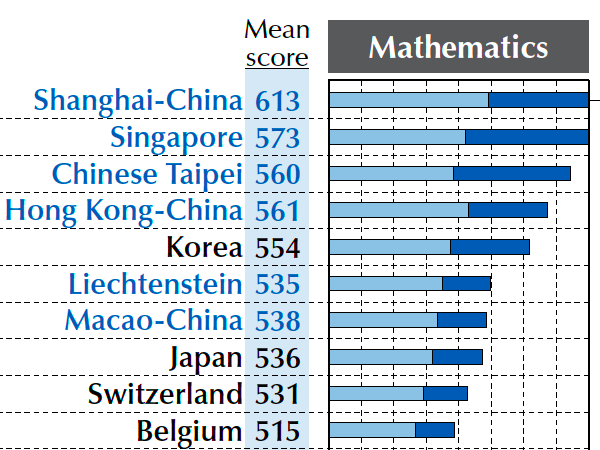 Mean
score
Mathematics
Shanghai-China 613
Singapore 573
Chinese Taipei 560
Hong Kong-China 561
Korea 554
Liechtenstein 535
Macao-China 538
Japan 536
Switzerland 531
Belgium 515